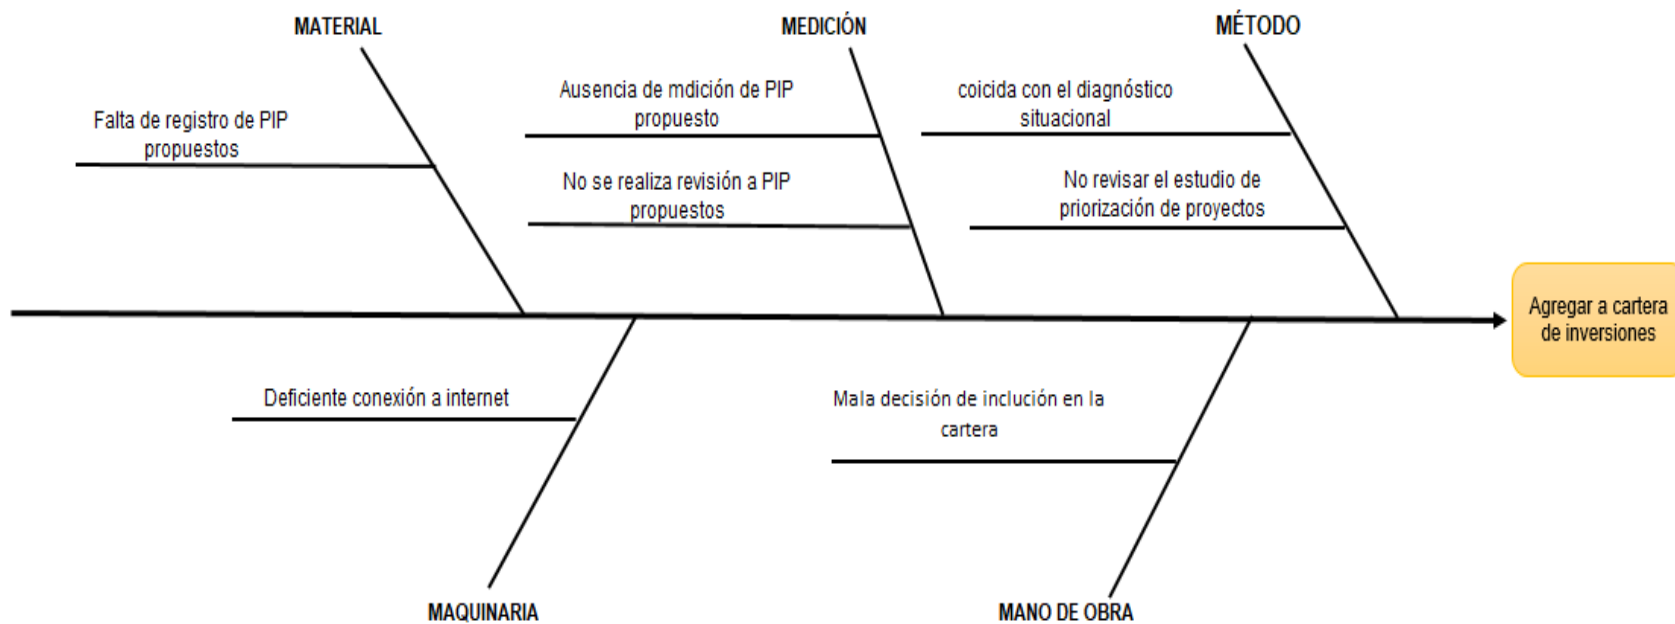 MATERIAL
MEDICIÓN
MÉTODO
Falta de registro de PIP
propuestos
Ausencia de mdición de PIP
propuesto
coicida con el diagnóstico
situacional
No se realiza revisión a PIP
propuestos
No revisar el estudio de
priorización de proyectos
Agregar a cartera
de inversiones
Deficiente conexión a internet
Mala decisión de inclución en la
cartera
MAQUINARIA
MANO DE OBRA